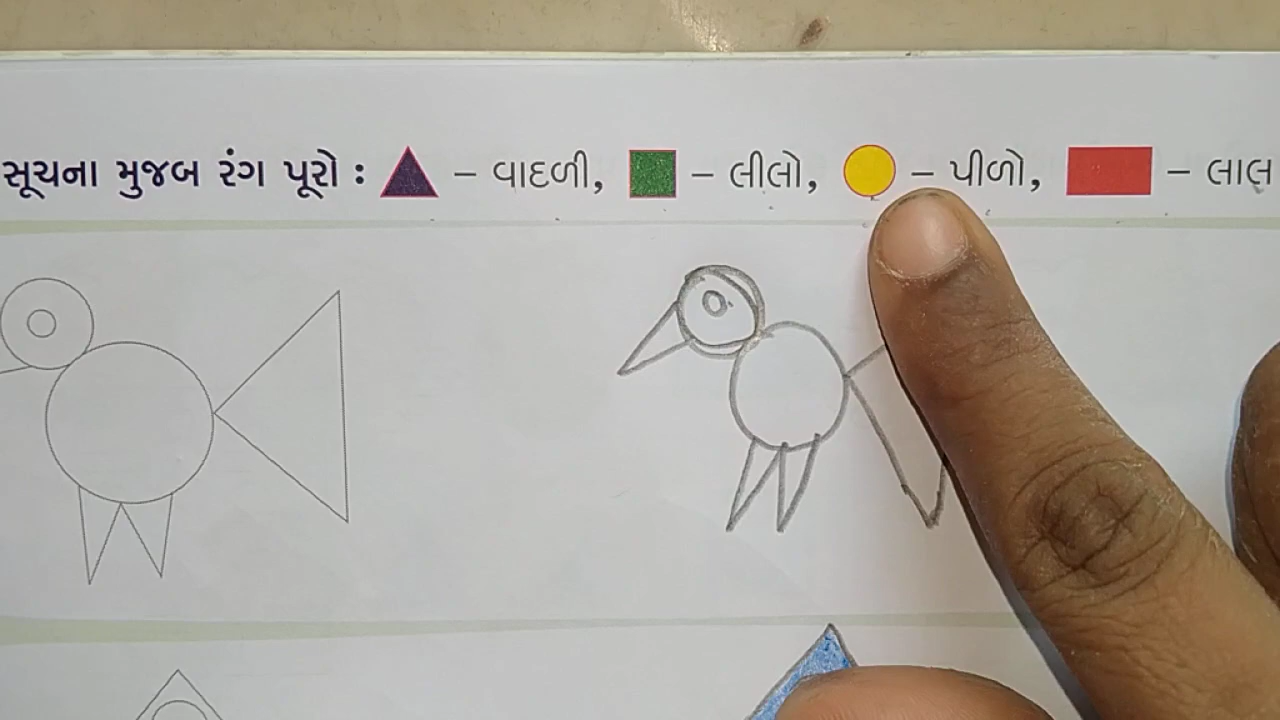 સૂચના મુજબ રંગ પૂરો : – વાદળી, – લીલો, – પીળો, – લાલ